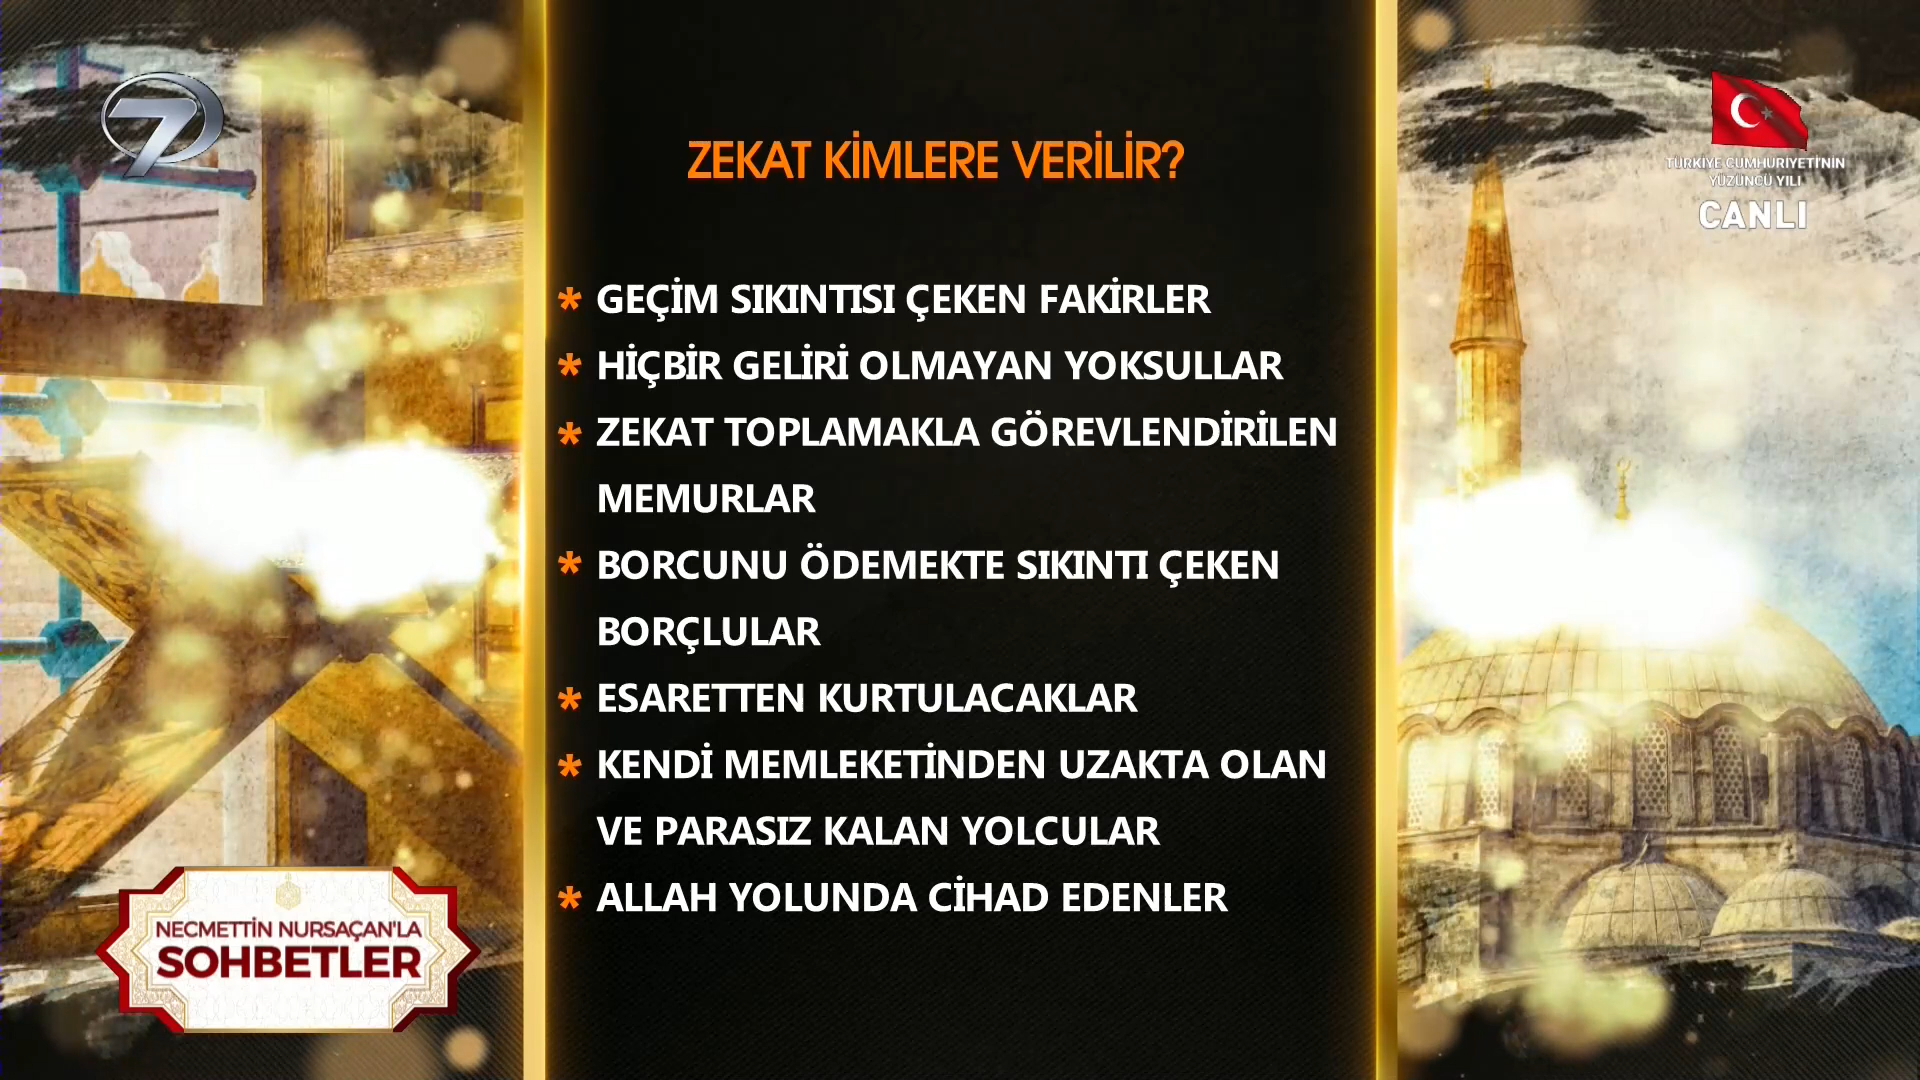 7
TÜRKİYE CUMHURİYETİ'NİN
YÜZÜNCÜ YILI
CANLI
ZEKAT KİMLERE VERİLİR?
* GEÇİM SIKINTISI ÇEKEN FAKİRLER
* HİÇBİR GELİRİ OLMAYAN YOKSULLAR
* ZEKAT TOPLAMAKLA GÖREVLENDİRİLEN
MEMURLAR
* BORCUNU ÖDEMEKTE SIKINTI ÇEKEN
BORÇLULAR
* ESARETTEN KURTULACAKLAR
* KENDİ MEMLEKETİNDEN UZAKTA OLAN
VE PARASIZ KALAN YOLCULAR
* ALLAH YOLUNDA CİHAD EDENLER
NECMETTİN NURSAÇAN'LA
SOHBETLER